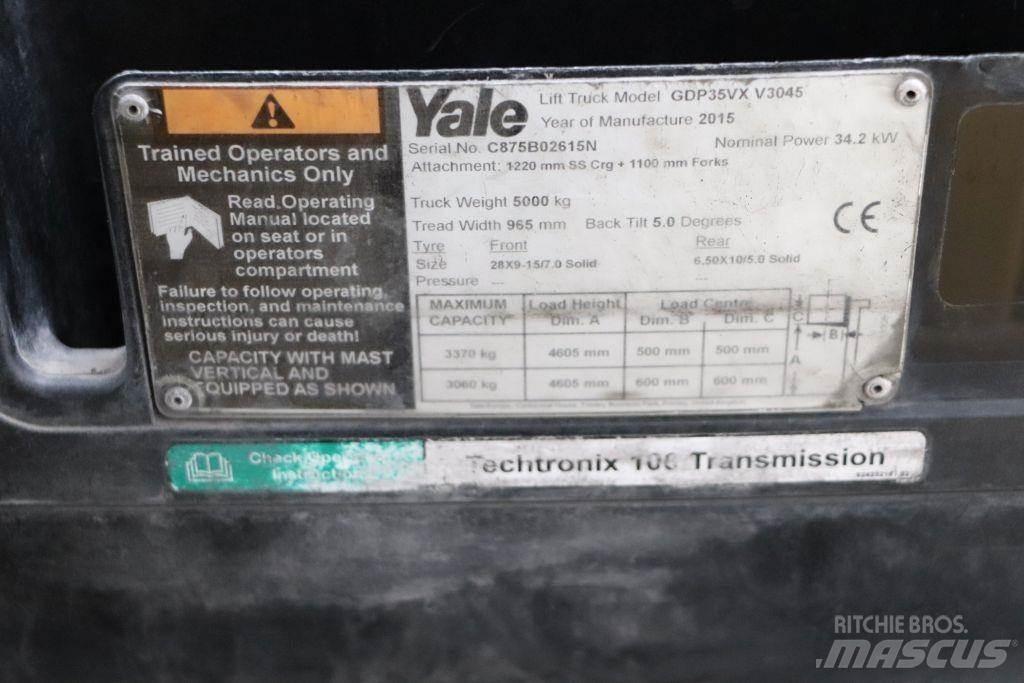 Trained Operators and
Mechanics Only
Read Operating
Manual located
on seat or in
operators
compartment
Failure to follow operating,
inspection, and maintenance
instructions can cause
serious injury or death!
CAPACITY WITH MAST
VERTICAL AND
EQUIPPED AS SHOWN
Yale
Lift Truck Model GDP35VX V3045
Year of Manufacture 2015
Serial No. C875B02615N Nominal Power 34.2 kW
Attachment: 1220 mm SS Crg + 1100 mm Forks
Truck Weight 5000 kg
Tread Width 965 mm Back Tilt 5.0 Degrees
CE
Tyre Front Rear
Size 28X9-15/7.0 Solid 6.50X10/5.0 Solid
Pressure --- ---
MAXIMUM Load Height Load Centre
CAPACITY Dim. A Dim. B Dim. C
3370 kg 4605 mm 500 mm 500 mm
3060 kg 4605 mm 600 mm 600 mm
C
B
A
Check Operator
Instructions
Techtronix 100 Transmission
RITCHIE BROS.
MASCUS